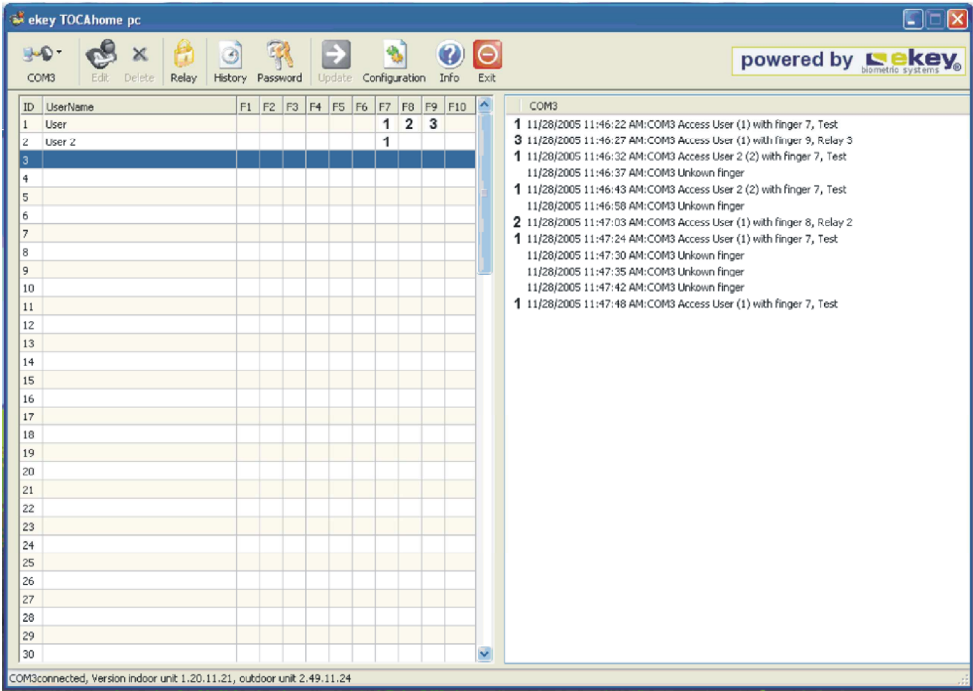 ekey TOCAhome pc
COM3 Edit Delete Relay History Password Update Configuration Info Exit
powered by ekey
biometric systems
ID UserName F1 F2 F3 F4 F5 F6 F7 F8 F9 F10
1 User 1 2 3
2 User 2 1
3
4
5
6
7
8
9
10
11
12
13
14
15
16
17
18
19
20
21
22
23
24
25
26
27
28
29
30
COM3
1 11/28/2005 11:46:22 AM:COM3 Access User (1) with finger 7, Test
3 11/28/2005 11:46:27 AM:COM3 Access User (1) with finger 9, Relay 3
1 11/28/2005 11:46:32 AM:COM3 Access User 2 (2) with finger 7, Test
11/28/2005 11:46:37 AM:COM3 Unkown finger
1 11/28/2005 11:46:43 AM:COM3 Access User 2 (2) with finger 7, Test
11/28/2005 11:46:58 AM:COM3 Unkown finger
2 11/28/2005 11:47:03 AM:COM3 Access User (1) with finger 8, Relay 2
1 11/28/2005 11:47:24 AM:COM3 Access User (1) with finger 7, Test
11/28/2005 11:47:30 AM:COM3 Unkown finger
11/28/2005 11:47:35 AM:COM3 Unkown finger
11/28/2005 11:47:42 AM:COM3 Unkown finger
1 11/28/2005 11:47:48 AM:COM3 Access User (1) with finger 7, Test
COM3connected, Version indoor unit 1.20.11.21, outdoor unit 2.49.11.24